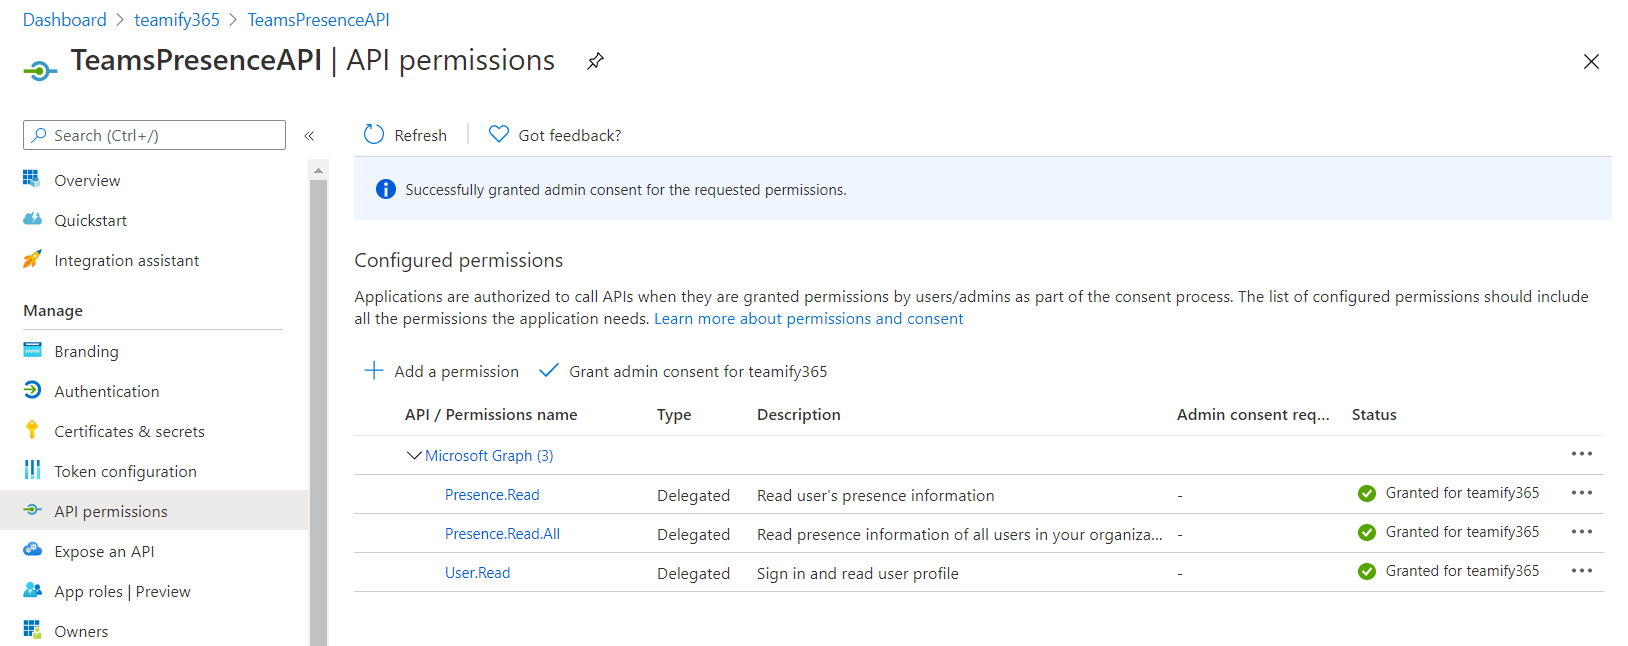 Dashboard > teamify365 > TeamsPresenceAPI
TeamsPresenceAPI | API permissions
Search (Ctrl+/)
«
Overview
Quickstart
Integration assistant
Manage
Branding
Authentication
Certificates & secrets
Token configuration
API permissions
Expose an API
App roles | Preview
Owners
Refresh
Got feedback?
Successfully granted admin consent for the requested permissions.
Configured permissions
Applications are authorized to call APIs when they are granted permissions by users/admins as part of the consent process. The list of configured permissions should include
all the permissions the application needs. Learn more about permissions and consent
Add a permission
Grant admin consent for teamify365
API / Permissions name Type Description Admin consent req... Status
Microsoft Graph (3) ...
Presence.Read Delegated Read user's presence information - Granted for teamify365 ...
Presence.Read.All Delegated Read presence information of all users in your organiza... - Granted for teamify365 ...
User.Read Delegated Sign in and read user profile - Granted for teamify365 ...